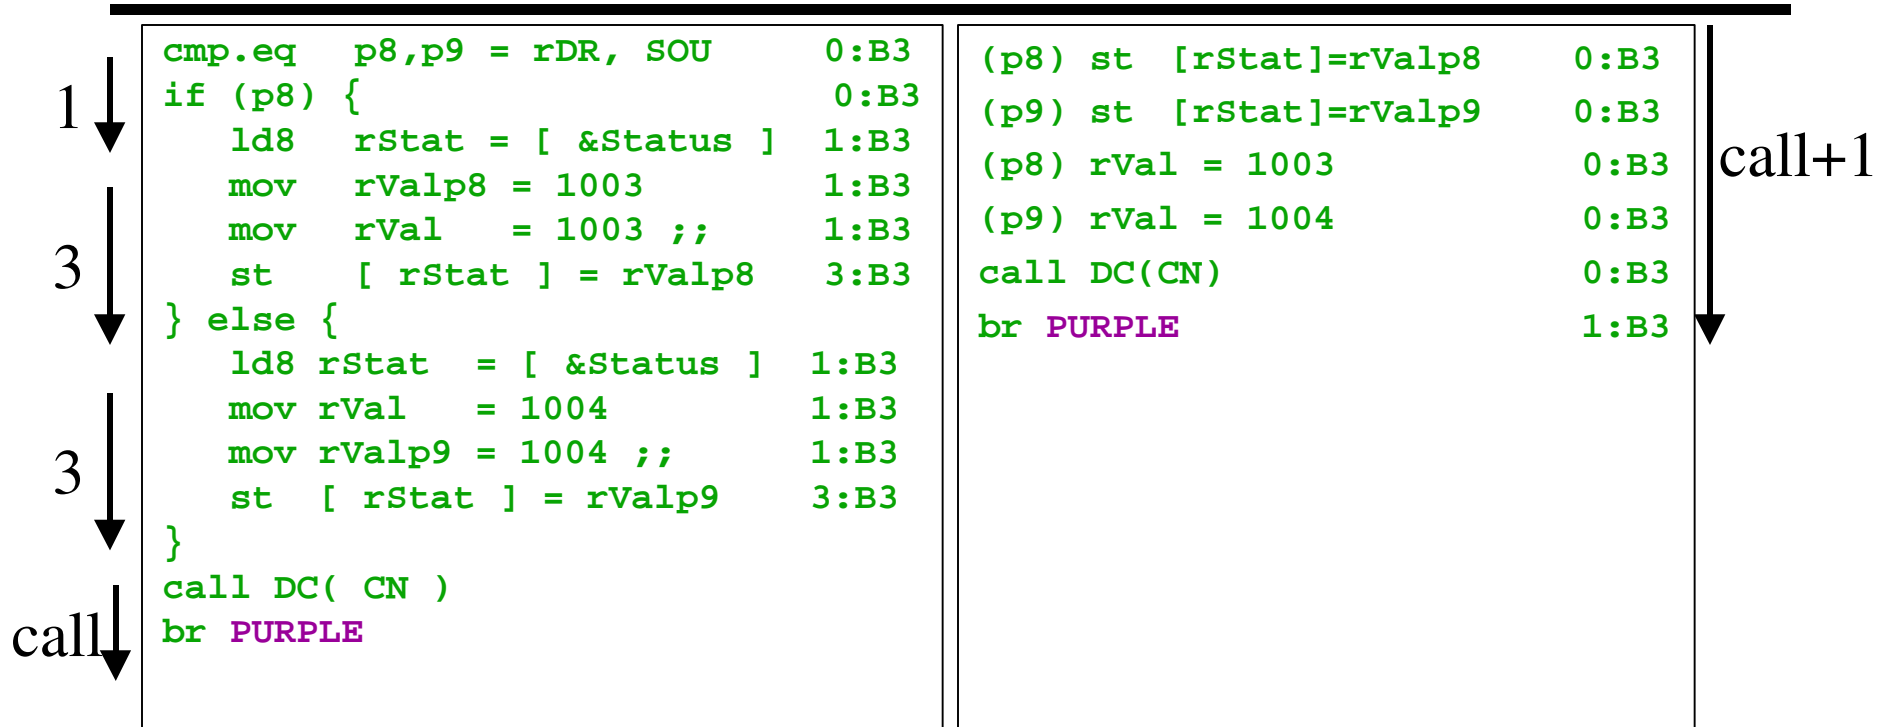 cmp.eq p8,p9 = rDR, SOU 0:B3
if (p8) { 0:B3
ld8 rStat = [ &Status ] 1:B3
mov rValp8 = 1003 1:B3
mov rVal = 1003 ;; 1:B3
st [ rStat ] = rValp8 3:B3
} else {
ld8 rStat = [ &Status ] 1:B3
mov rVal = 1004 1:B3
mov rValp9 = 1004 ;; 1:B3
st [ rStat ] = rValp9 3:B3
}
call DC( CN )
br PURPLE
1
3
3
call
(p8) st [rStat]=rValp8 0:B3
(p9) st [rStat]=rValp9 0:B3
(p8) rVal = 1003 0:B3
(p9) rVal = 1004 0:B3
call DC(CN) 0:B3
br PURPLE 1:B3
call+1